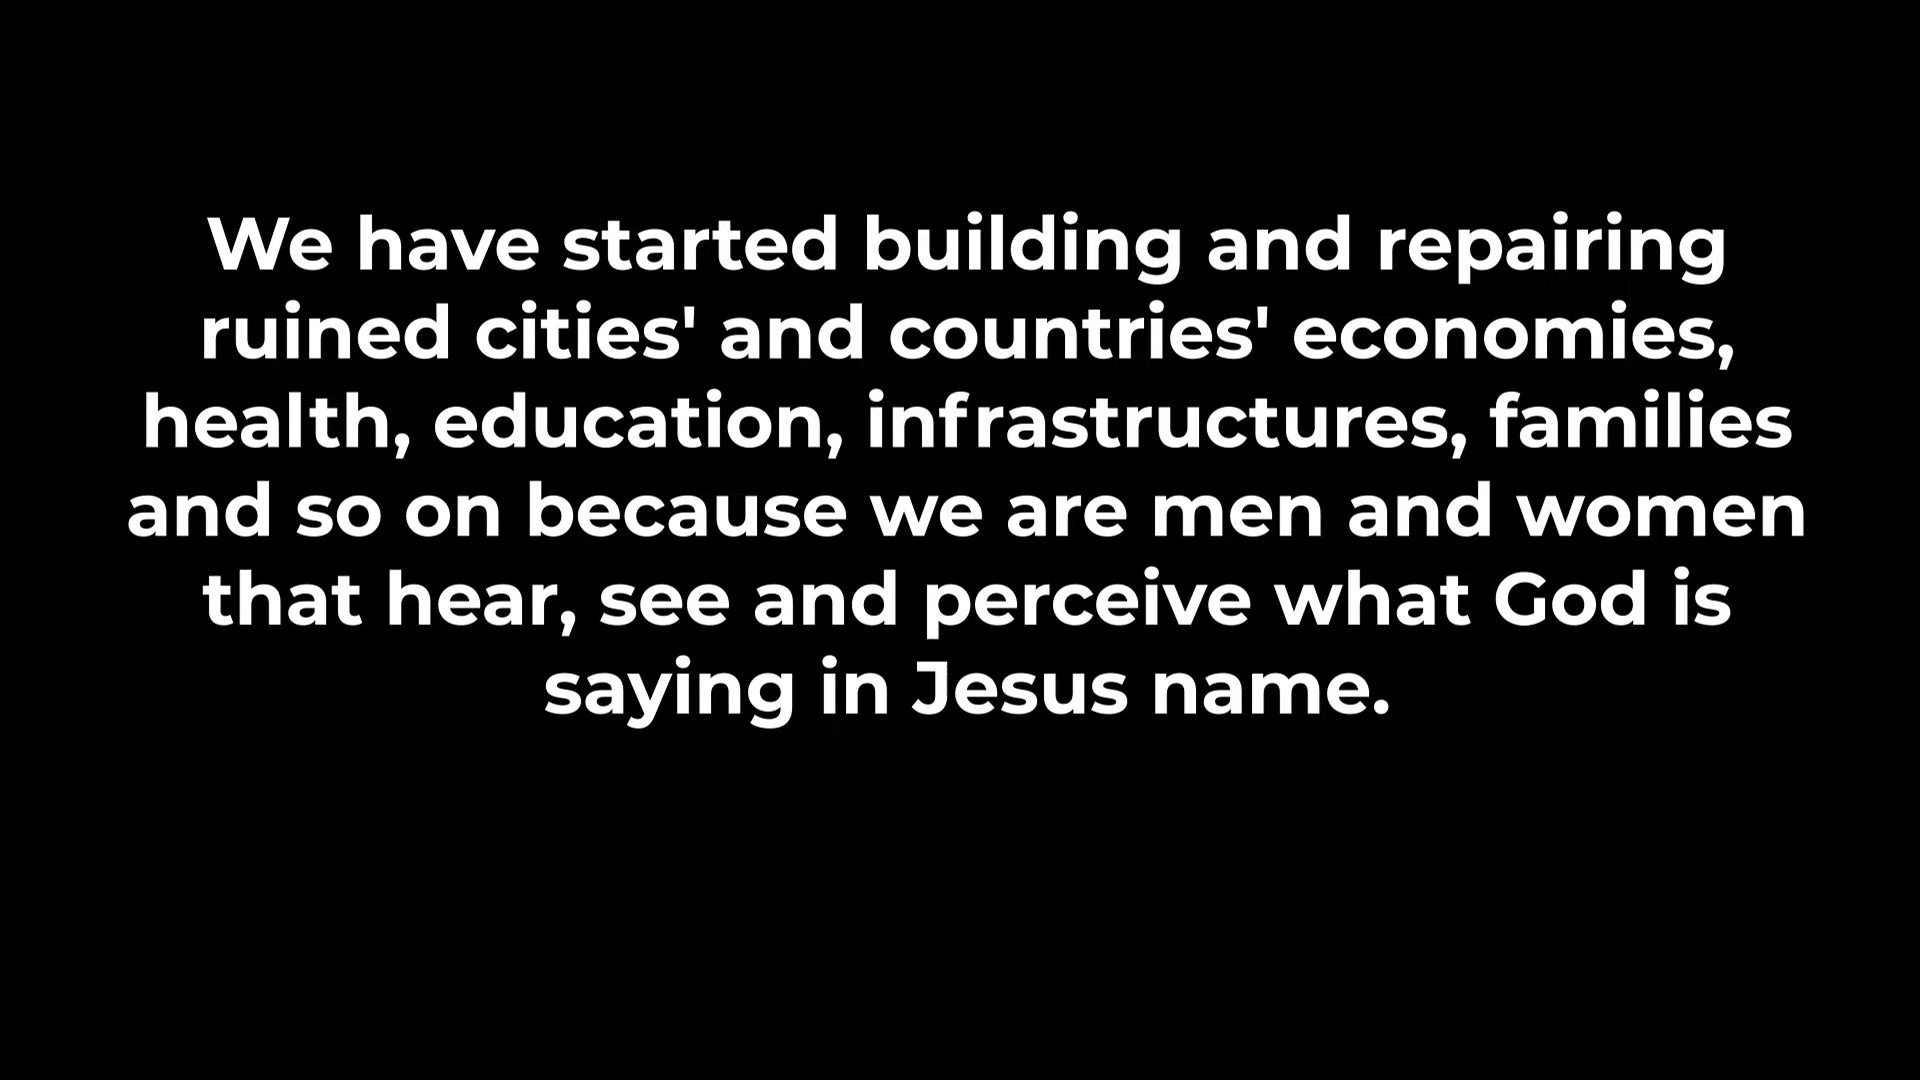 We have started building and repairing
ruined cities' and countries' economies,
health, education, infrastructures, families
and so on because we are men and women
that hear, see and perceive what God is
saying in Jesus name.